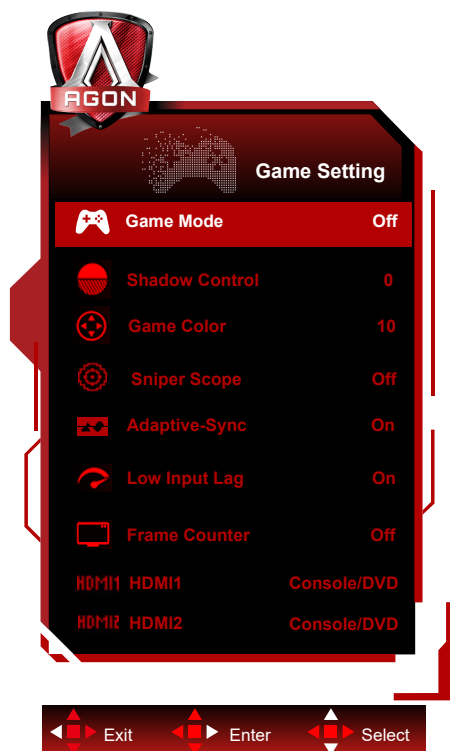 AGON
Game Setting
Game Mode Off
Shadow Control 0
Game Color 10
Sniper Scope Off
Adaptive-Sync On
Low Input Lag On
Frame Counter Off
HDMI1 HDMI1 Console/DVD
HDMI2 HDMI2 Console/DVD
Exit Enter Select